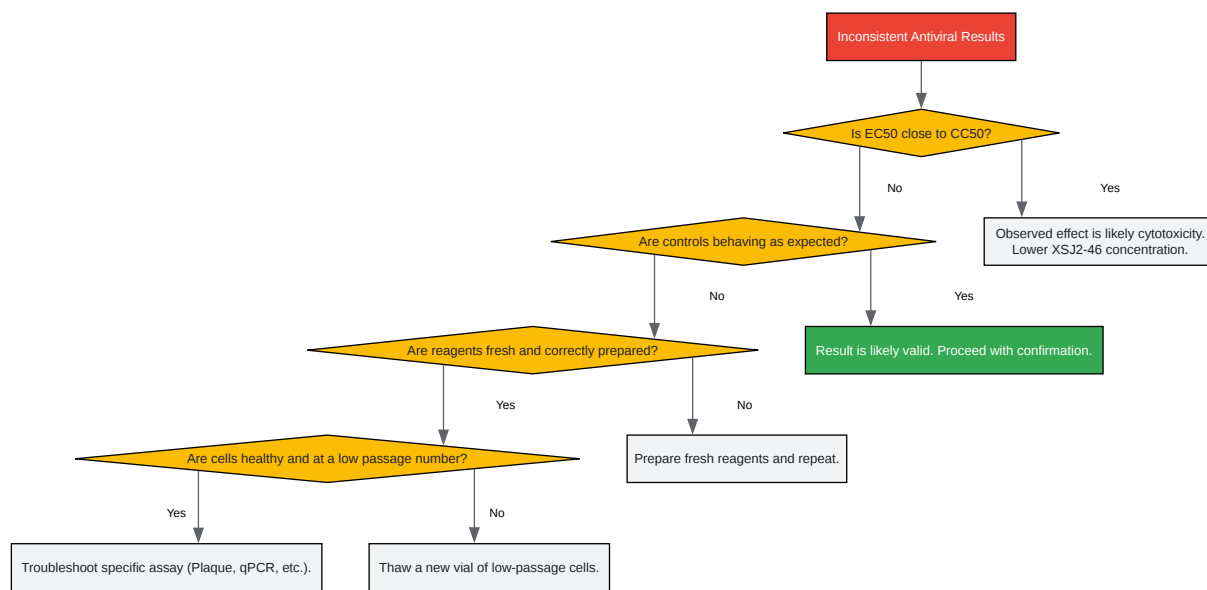 Inconsistent Antiviral Results
Is EC50 close to CC50?
No
Yes
Observed effect is likely cytotoxicity.
Lower XSJ2-46 concentration.
Are controls behaving as expected?
No
Yes
Result is likely valid. Proceed with confirmation.
Are reagents fresh and correctly prepared?
Yes
No
Prepare fresh reagents and repeat.
Are cells healthy and at a low passage number?
Yes
No
Troubleshoot specific assay (Plaque, qPCR, etc.).
Thaw a new vial of low-passage cells.